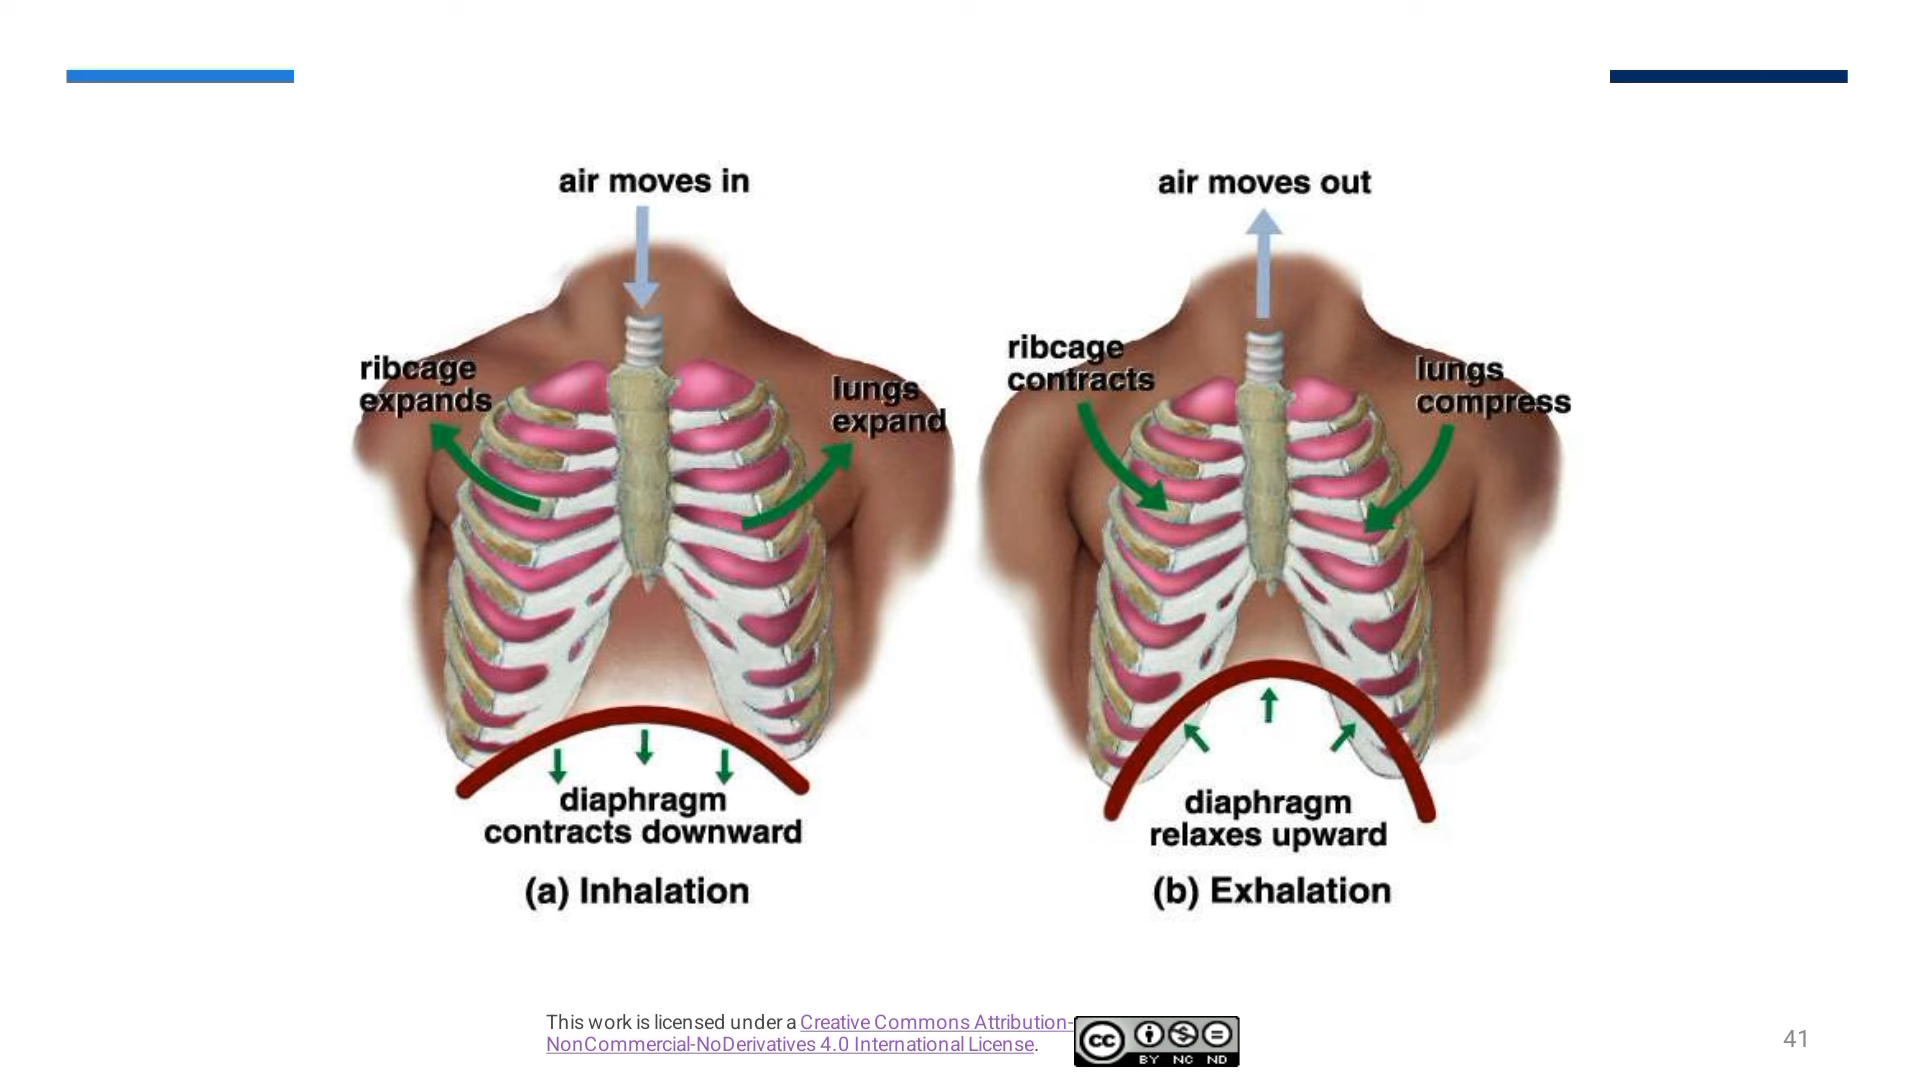 air moves in
ribcage
expands
lungs
expand
diaphragm
contracts downward
(a) Inhalation
air moves out
ribcage
contracts
lungs
compress
diaphragm
relaxes upward
(b) Exhalation
This work is licensed under a Creative Commons Attribution-
NonCommercial-NoDerivatives 4.0 International License.
cc
BY NC ND
41